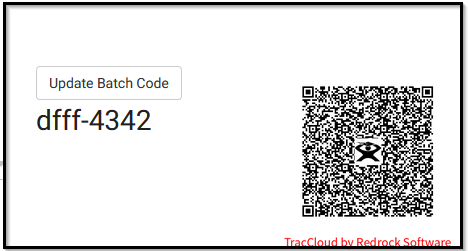 Update Batch Code
dfff-4342
TracCloud by Redrock Software